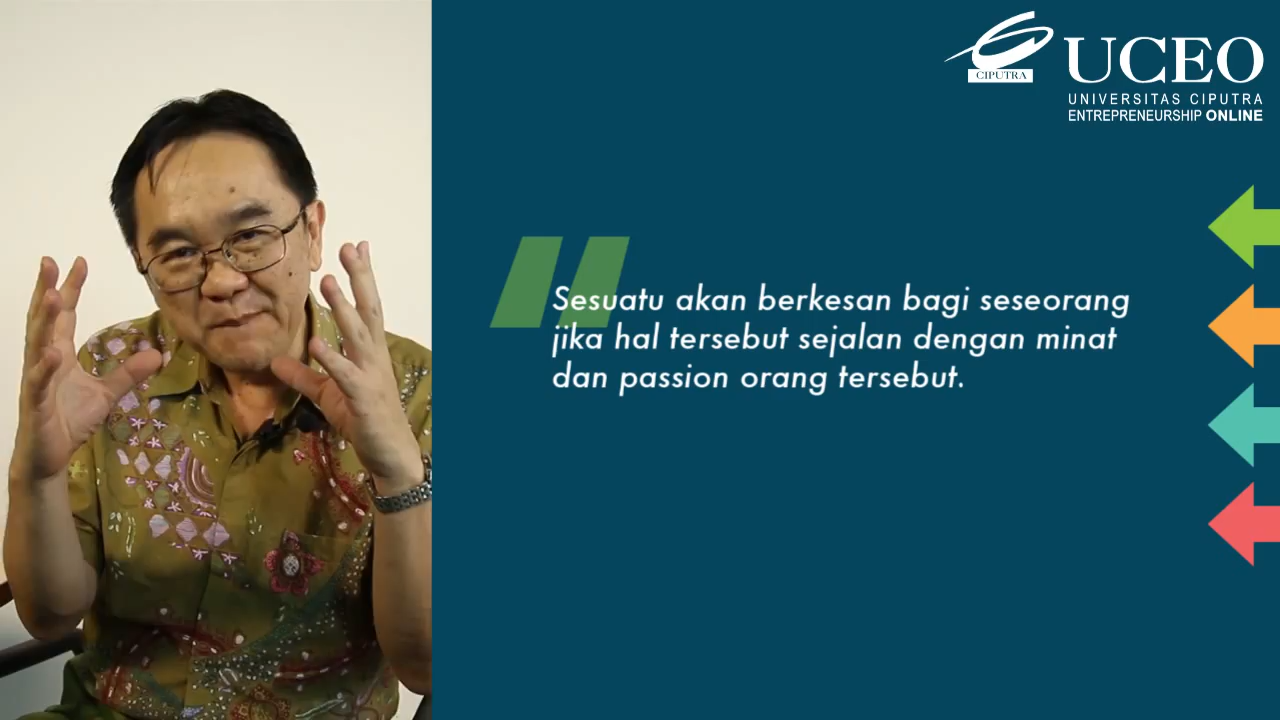 CIPUTRA
UCEO
UNIVERSITAS CIPUTRA
ENTREPRENEURSHIP ONLINE
Sesuatu akan berkesan bagi seseorang
jika hal tersebut sejalan dengan minat
dan passion orang tersebut.